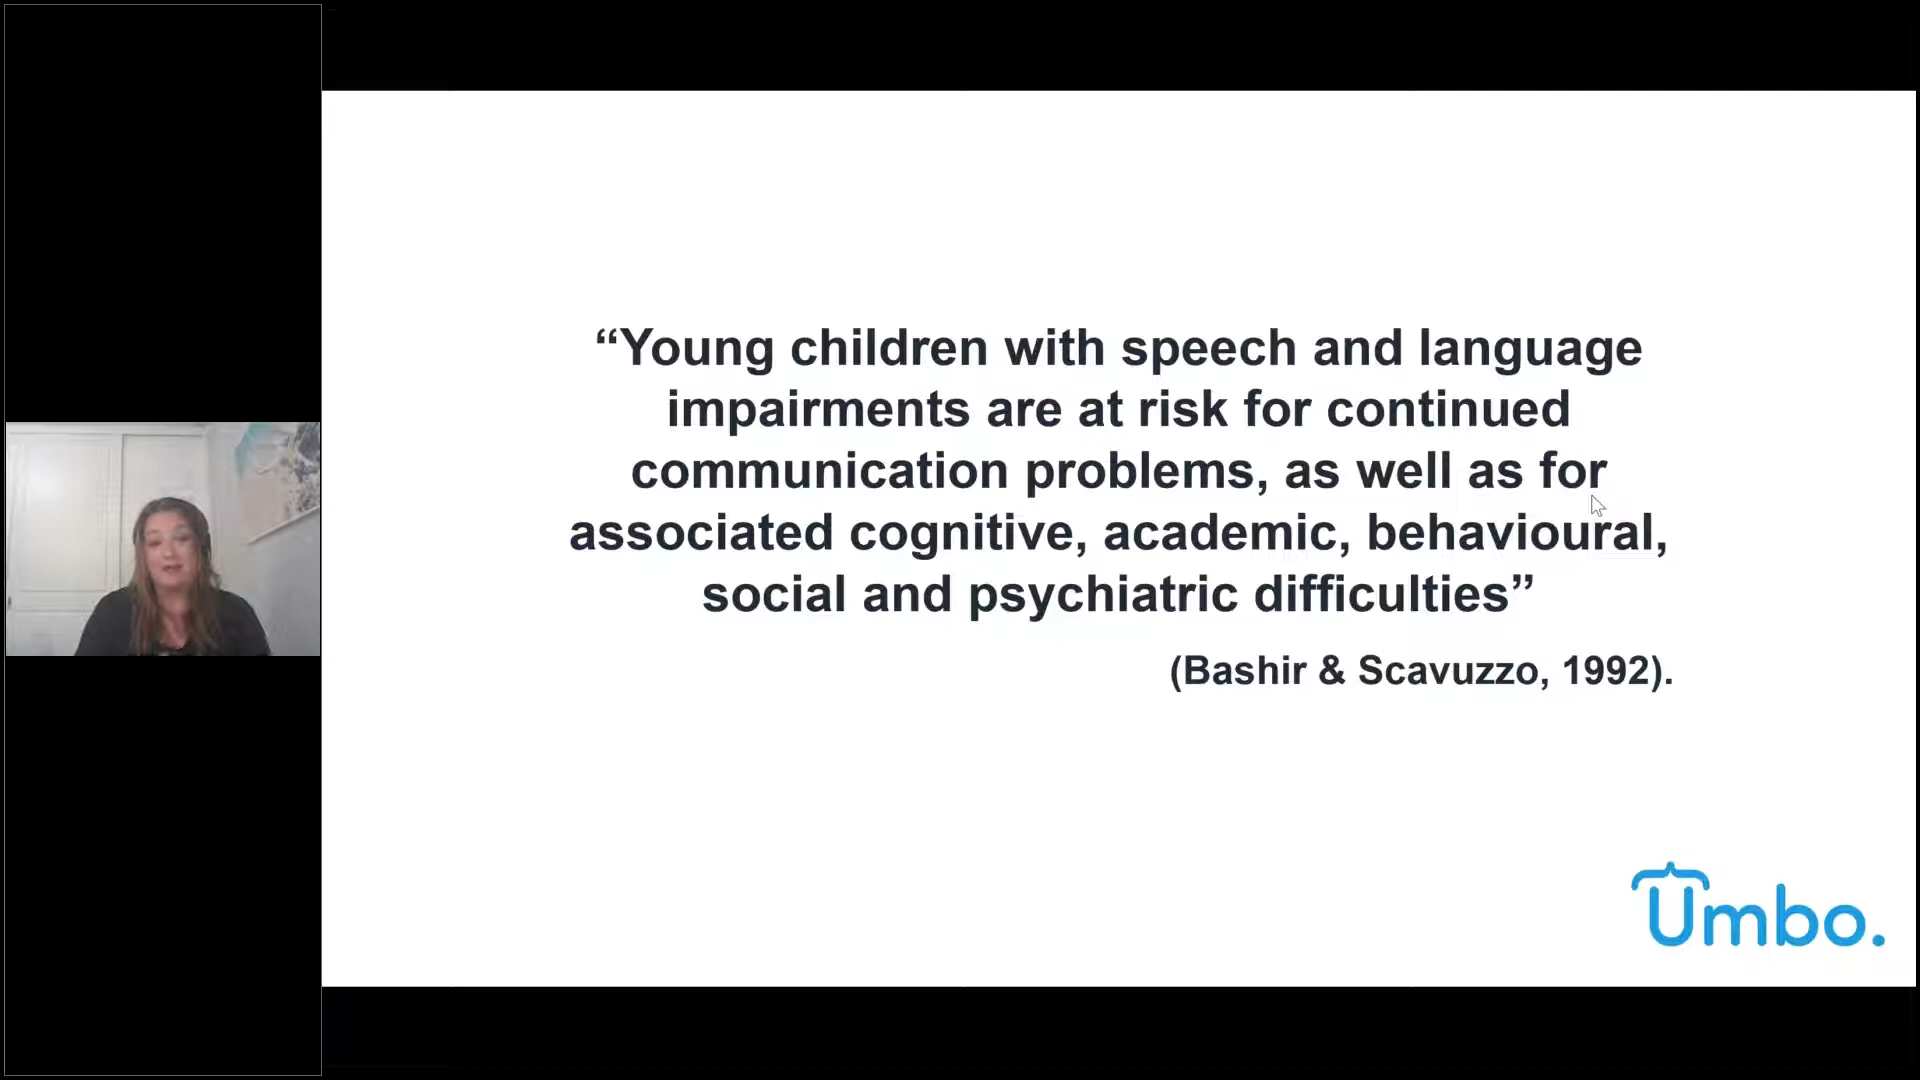 “Young children with speech and language
impairments are at risk for continued
communication problems, as well as for
associated cognitive, academic, behavioural,
social and psychiatric difficulties”
(Bashir & Scavuzzo, 1992).
Umbo.